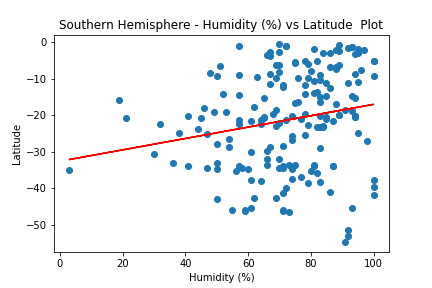 Southern Hemisphere - Humidity (%) vs Latitude  Plot
0
−10
−20
−30
−40
−50
Latitude
0 20 40 60 80 100
Humidity (%)